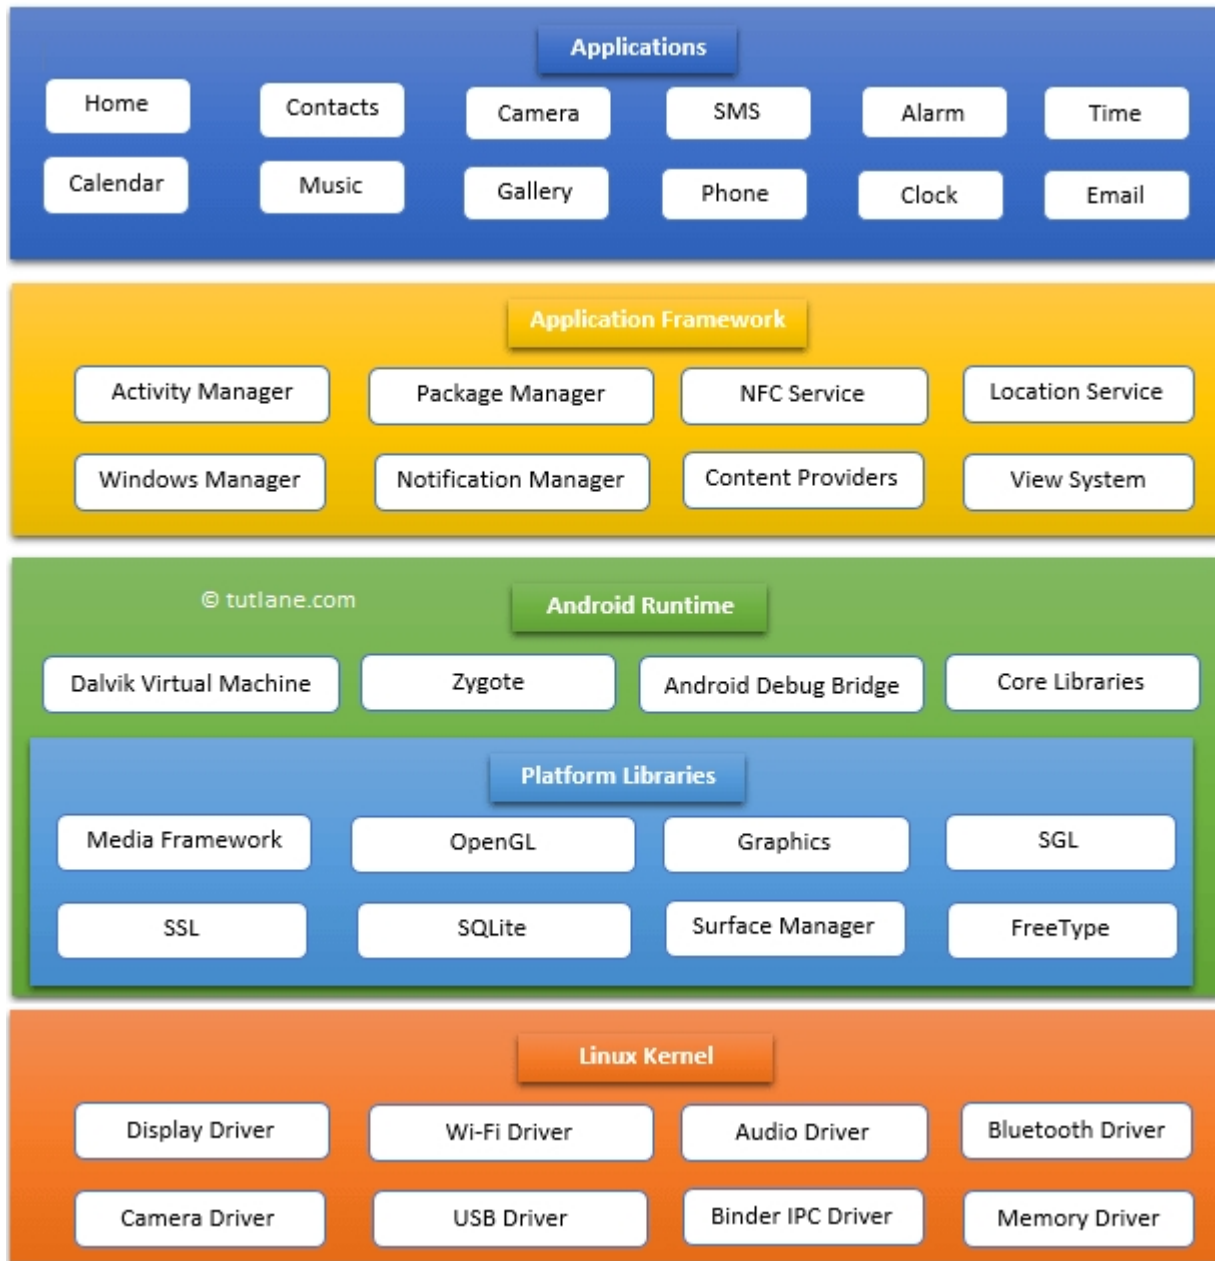 Applications
Home Contacts Camera SMS Alarm Time
Calendar Music Gallery Phone Clock Email
Application Framework
Activity Manager Package Manager NFC Service Location Service
Windows Manager Notification Manager Content Providers View System
© tutlane.com
Android Runtime
Dalvik Virtual Machine Zygote Android Debug Bridge Core Libraries
Platform Libraries
Media Framework OpenGL Graphics SGL
SSL SQLite Surface Manager FreeType
Linux Kernel
Display Driver Wi-Fi Driver Audio Driver Bluetooth Driver
Camera Driver USB Driver Binder IPC Driver Memory Driver